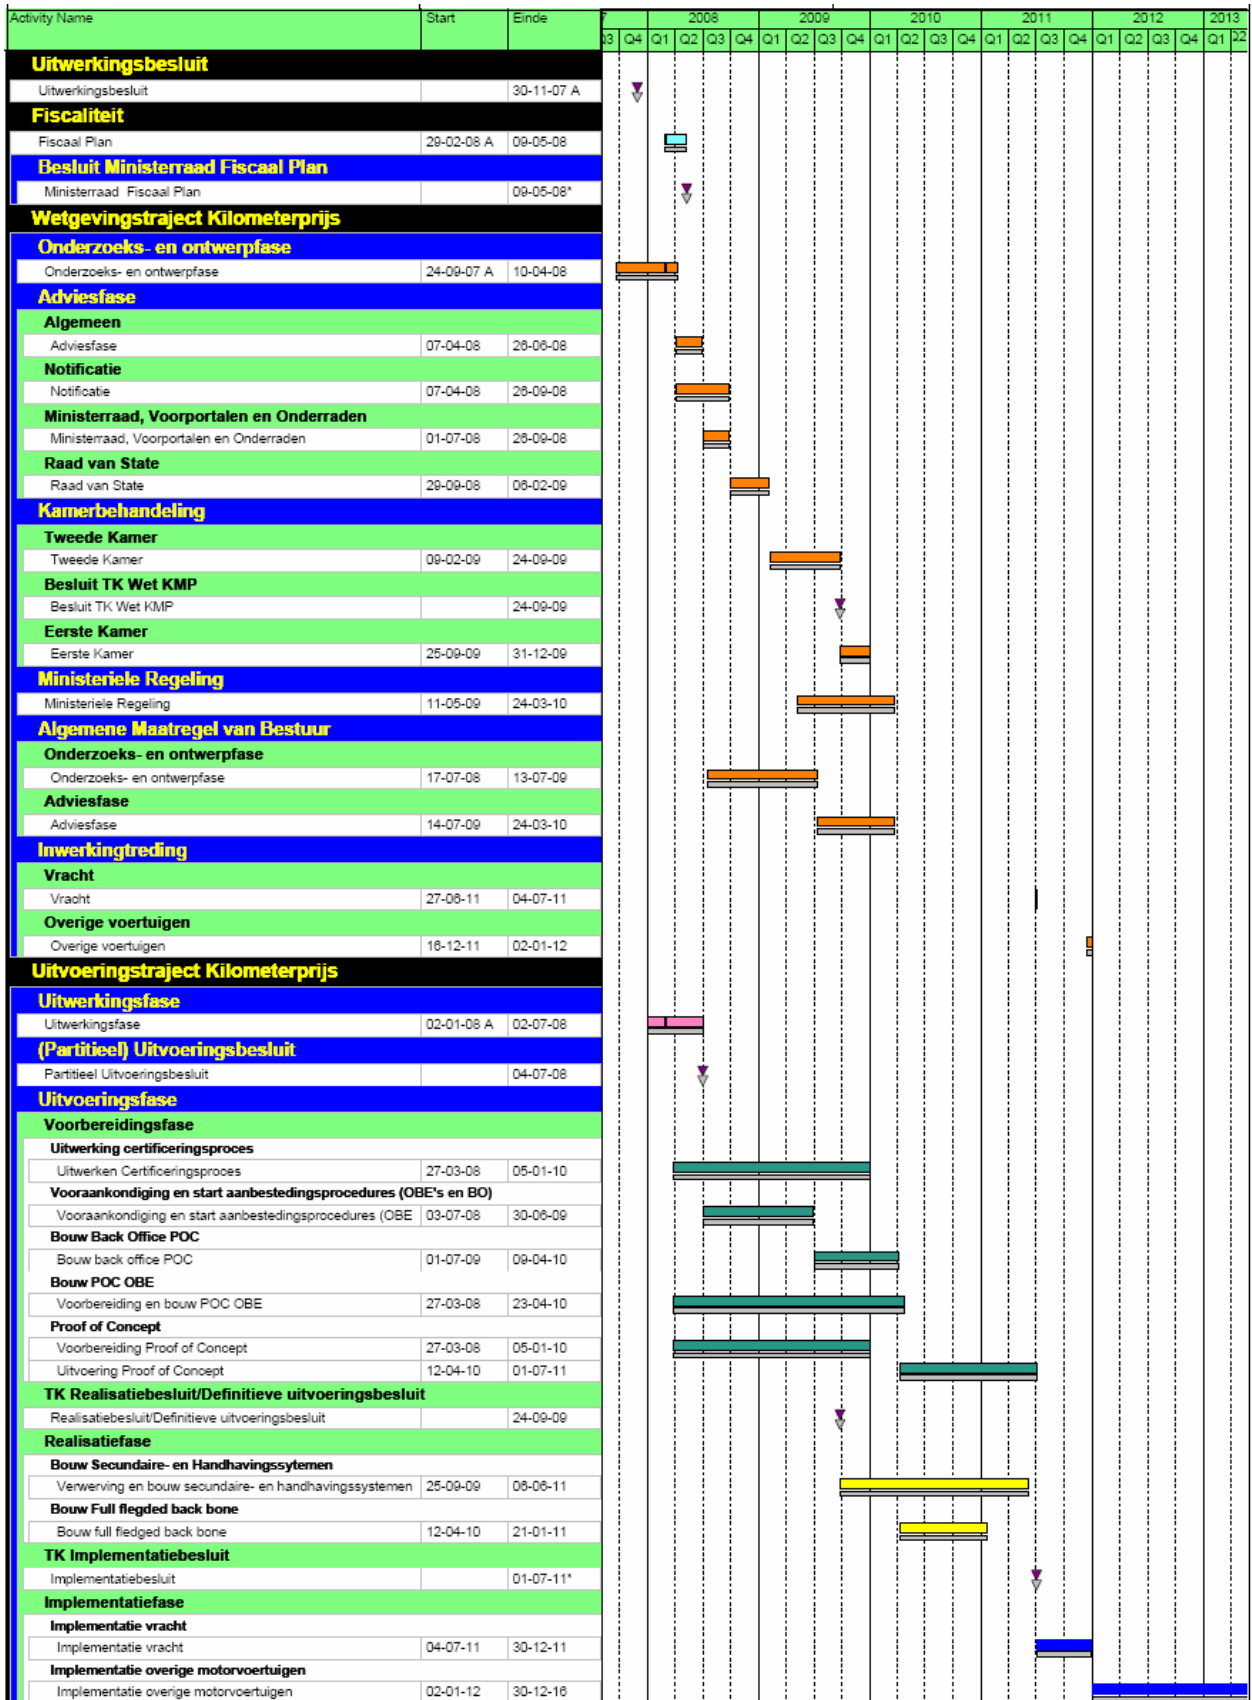 Activity Name Start Einde 7 2008 2009 2010 2011 2012 2013
Q3 Q4 Q1 Q2 Q3 Q4 Q1 Q2 Q3 Q4 Q1 Q2 Q3 Q4 Q1 Q2 Q3 Q4 Q1 Q2 Q3 Q4 Q1
Uitwerkingsbesluit
Uitwerkingsbesluit 30-11-07 A
Fiscaliteit
Fiscaal Plan 29-02-08 A 09-05-08
Besluit Ministerraad Fiscaal Plan
Ministerraad Fiscaal Plan 09-05-08*
Wetgevingstraject Kilometerprijs
Onderzoeks- en ontwerpfase
Onderzoeks- en ontwerpfase 24-09-07 A 10-04-08
Adviesfase
Algemeen
Adviesfase 07-04-08 26-06-08
Notificatie
Notificatie 07-04-08 26-09-08
Ministerraad, Voorportalen en Onderraden
Ministerraad, Voorportalen en Onderraden 01-07-08 26-09-08
Raad van State
Raad van State 29-09-08 06-02-09
Kamerbehandeling
Tweede Kamer
Tweede Kamer 09-02-09 24-09-09
Besluit TK Wet KMP
Besluit TK Wet KMP 24-09-09
Eerste Kamer
Eerste Kamer 25-09-09 31-12-09
Ministeriele Regeling
Ministeriele Regeling 11-05-09 24-03-10
Algemene Maatregel van Bestuur
Onderzoeks- en ontwerpfase
Onderzoeks- en ontwerpfase 17-07-08 13-07-09
Adviesfase
Adviesfase 14-07-09 24-03-10
Inwerkingtreding
Vracht
Vracht 27-06-11 04-07-11
Overige voertuigen
Overige voertuigen 16-12-11 02-01-12
Uitvoeringstraject Kilometerprijs
Uitwerkingsfase
Uitwerkingsfase 02-01-08 A 02-07-08
(Partitieel) Uitvoeringsbesluit
Partitieel Uitvoeringsbesluit 04-07-08
Uitvoeringsfase
Voorbereidingsfase
Uitwerking certificeringsproces
Uitwerken Certificeringsproces 27-03-08 05-01-10
Vooraankondiging en start aanbestedingsprocedures (OBE's en BO)
Vooraankondiging en start aanbestedingsprocedures (OBE 03-07-08 30-06-09
Bouw Back Office POC
Bouw back office POC 01-07-09 09-04-10
Bouw POC OBE
Voorbereiding en bouw POC OBE 27-03-08 23-04-10
Proof of Concept
Voorbereiding Proof of Concept 27-03-08 05-01-10
Uitvoering Proof of Concept 12-04-10 01-07-11
TK Realisatiebesluit/Definitieve uitvoeringsbesluit
Realisatiebesluit/Definitieve uitvoeringsbesluit 24-09-09
Realisatiefase
Bouw Secundaire- en Handhavingssytemen
Verwerving en bouw secundaire- en handhavingssystemen 25-09-09 06-06-11
Bouw Full flegded back bone
Bouw full fledged back bone 12-04-10 21-01-11
TK Implementatiebesluit
Implementatiebesluit 01-07-11*
Implementatiefase
Implementatie vracht
Implementatie vracht 04-07-11 30-12-11
Implementatie overige motorvoertuigen
Implementatie overige motorvoertuigen 02-01-12 30-12-16